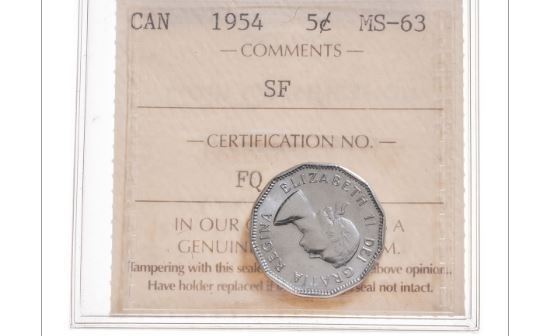 CAN 1954 5¢ MS-63
— COMMENTS —
SF
— CERTIFICATION NO. —
FQ
ELIZABETH II DEI GRATIA REGINA
IN OUR A
Tampering with this seal above opinion...
Have holder replaced if seal not intact.